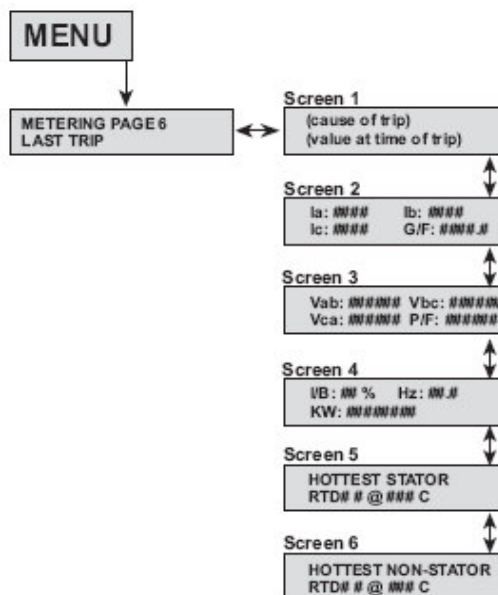 MENU
METERING PAGE 6
LAST TRIP
Screen 1
(cause of trip)
(value at time of trip)
Screen 2
Ia: #### Ib: ####
Ic: #### G/F: ####.#
Screen 3
Vab: ###### Vbc: ######
Vca: ###### P/F: ######
Screen 4
I/B: ## % Hz: ##.#
KW: ########
Screen 5
HOTTEST STATOR
RTD# # @ ### C
Screen 6
HOTTEST NON-STATOR
RTD# # @ ### C